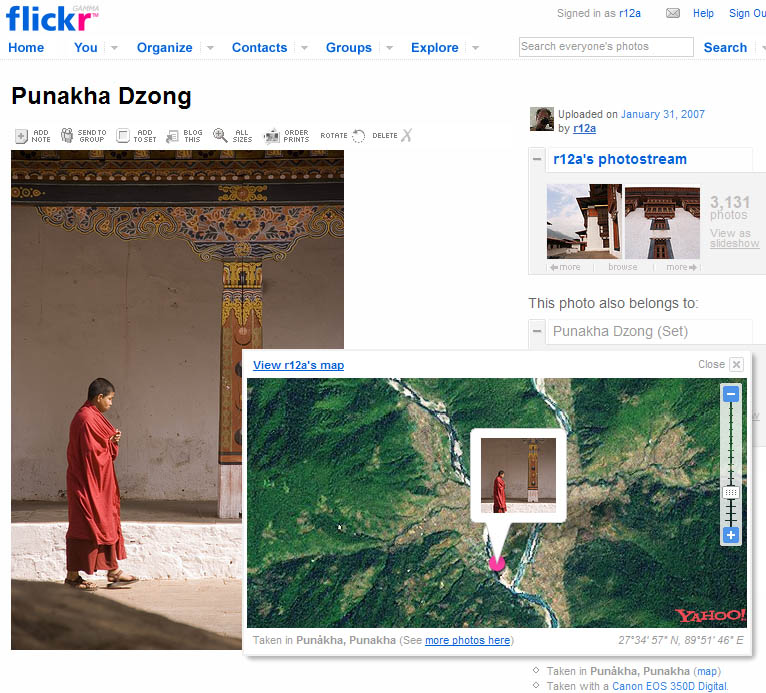 flickr GAMMA
Signed in as r12a Help Sign Ou
Home You Organize Contacts Groups Explore Search everyone's photos Search
Punakha Dzong
Uploaded on January 31, 2007
by r12a
ADD NOTE SEND TO GROUP ADD TO SET BLOG THIS ALL SIZES ORDER PRINTS ROTATE DELETE
r12a's photostream
3,131
photos
View as
slideshow
more browse more
This photo also belongs to:
Punakha Dzong (Set)
View r12a's map Close
YAHOO!
Taken in Punåkha, Punakha (See more photos here) 27°34' 57" N, 89°51' 46" E
Taken in Punåkha, Punakha (map)
Taken with a Canon EOS 350D Digital.